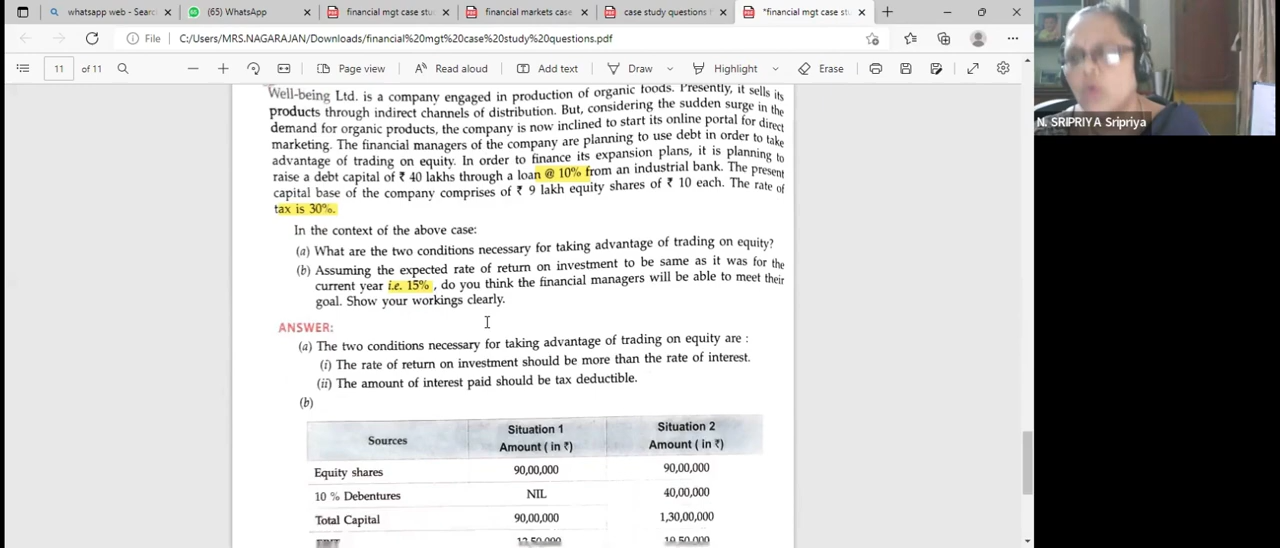 whatsapp web - Searc
(65) WhatsApp
financial mgt case stu
financial markets case
case study questions
*financial mgt case st
File C:/Users/MRS.NAGARAJAN/Downloads/financial%20mgt%20case%20study%20questions.pdf
11 of 11
Page view
Read aloud
Add text
Draw
Highlight
Erase
N. SRIPRIYA Sripriya
Well-being Ltd. is a company engaged in production of organic foods. Presently, it sells its
products through indirect channels of distribution. But, considering the sudden surge in the
demand for organic products, the company is now inclined to start its online portal for direct
marketing. The financial managers of the company are planning to use debt in order to take
advantage of trading on equity. In order to finance its expansion plans, it is planning to
raise a debt capital of ₹ 40 lakhs through a loan @ 10% from an industrial bank. The present
capital base of the company comprises of ₹ 9 lakh equity shares of ₹ 10 each. The rate of
tax is 30%.
In the context of the above case:
(a) What are the two conditions necessary for taking advantage of trading on equity?
(b) Assuming the expected rate of return on investment to be same as it was for the
current year i.e. 15% , do you think the financial managers will be able to meet their
goal. Show your workings clearly.
ANSWER:
(a) The two conditions necessary for taking advantage of trading on equity are :
(i) The rate of return on investment should be more than the rate of interest.
(ii) The amount of interest paid should be tax deductible.
(b)
Sources Situation 1 Amount ( in ₹) Situation 2 Amount ( in ₹)
Equity shares 90,00,000 90,00,000
10 % Debentures NIL 40,00,000
Total Capital 90,00,000 1,30,00,000